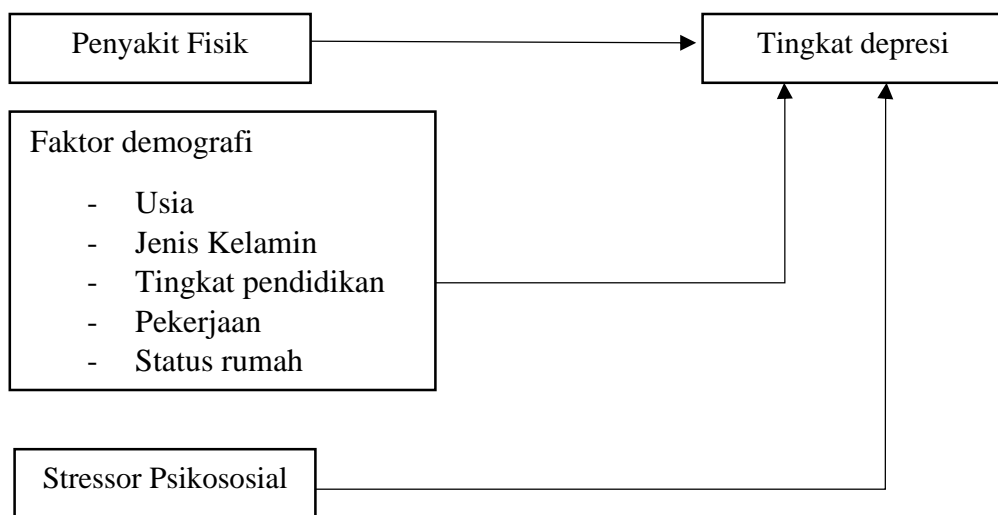 Penyakit Fisik
Tingkat depresi
Faktor demografi
- Usia
- Jenis Kelamin
- Tingkat pendidikan
- Pekerjaan
- Status rumah
Stressor Psikososial